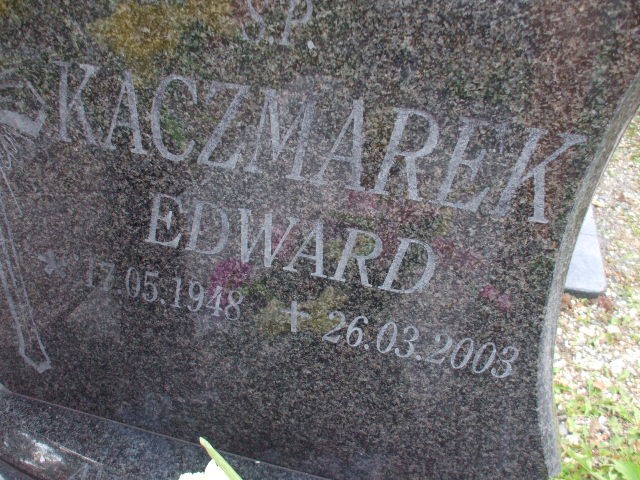 Ś.P.
KACZMAREK
EDWARD
* 17.05.1948 + 26.03.2003